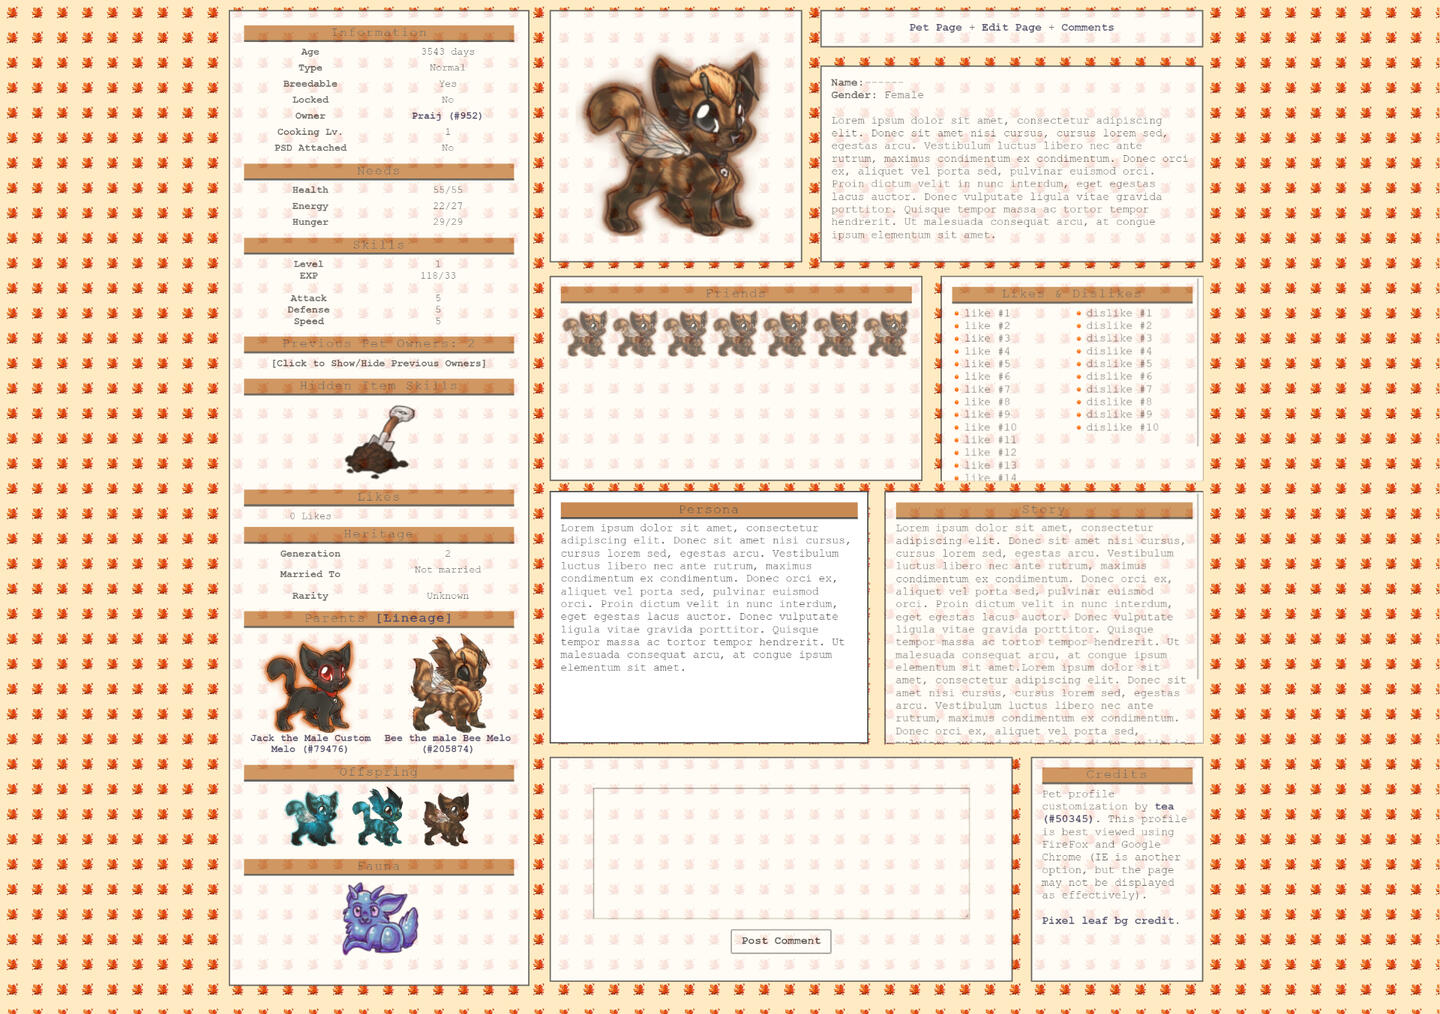 Information
Age 3543 days
Type Normal
Breedable Yes
Locked No
Owner Praij (#952)
Cooking Lv. 1
PSD Attached No
Needs
Health 55/55
Energy 22/27
Hunger 29/29
Skills
Level 1
EXP 118/33
Attack 5
Defense 5
Speed 5
Previous Pet Owners: 2
[Click to Show/Hide Previous Owners]
Hidden Item Skills
Likes
0 Likes
Heritage
Generation 2
Married To Not married
Rarity Unknown
Parents [Lineage]
Jack the Male Custom
Melo (#79476)
Bee the male Bee Melo
(#205874)
Offspring
Fauna
Pet Page + Edit Page + Comments
Name:------
Gender: Female
Lorem ipsum dolor sit amet, consectetur adipiscing
elit. Donec sit amet nisi cursus, cursus lorem sed,
egestas arcu. Vestibulum luctus libero nec ante
rutrum, maximus condimentum ex condimentum. Donec orci
ex, aliquet vel porta sed, pulvinar euismod orci.
Proin dictum velit in nunc interdum, eget egestas
lacus auctor. Donec vulputate ligula vitae gravida
porttitor. Quisque tempor massa ac tortor tempor
hendrerit. Ut malesuada consequat arcu, at congue
ipsum elementum sit amet.
Friends
Likes & Dislikes
like #1
like #2
like #3
like #4
like #5
like #6
like #7
like #8
like #9
like #10
like #11
like #12
like #13
like #14
dislike #1
dislike #2
dislike #3
dislike #4
dislike #5
dislike #6
dislike #7
dislike #8
dislike #9
dislike #10
Persona
Lorem ipsum dolor sit amet, consectetur
adipiscing elit. Donec sit amet nisi cursus,
cursus lorem sed, egestas arcu. Vestibulum
luctus libero nec ante rutrum, maximus
condimentum ex condimentum. Donec orci ex,
aliquet vel porta sed, pulvinar euismod
orci. Proin dictum velit in nunc interdum,
eget egestas lacus auctor. Donec vulputate
ligula vitae gravida porttitor. Quisque
tempor massa ac tortor tempor hendrerit. Ut
malesuada consequat arcu, at congue ipsum
elementum sit amet.
Story
Lorem ipsum dolor sit amet, consectetur
adipiscing elit. Donec sit amet nisi cursus,
cursus lorem sed, egestas arcu. Vestibulum
luctus libero nec ante rutrum, maximus
condimentum ex condimentum. Donec orci ex,
aliquet vel porta sed, pulvinar euismod
orci. Proin dictum velit in nunc interdum,
eget egestas lacus auctor. Donec vulputate
ligula vitae gravida porttitor. Quisque
tempor massa ac tortor tempor hendrerit. Ut
malesuada consequat arcu, at congue ipsum
elementum sit amet.Lorem ipsum dolor sit
amet, consectetur adipiscing elit. Donec sit
amet nisi cursus, cursus lorem sed, egestas
arcu. Vestibulum luctus libero nec ante
rutrum, maximus condimentum ex condimentum.
Donec orci ex, aliquet vel porta sed,
Post Comment
Credits
Pet profile
customization by tea
(#50345). This profile
is best viewed using
FireFox and Google
Chrome (IE is another
option, but the page
may not be displayed
as effectively).
Pixel leaf bg credit.